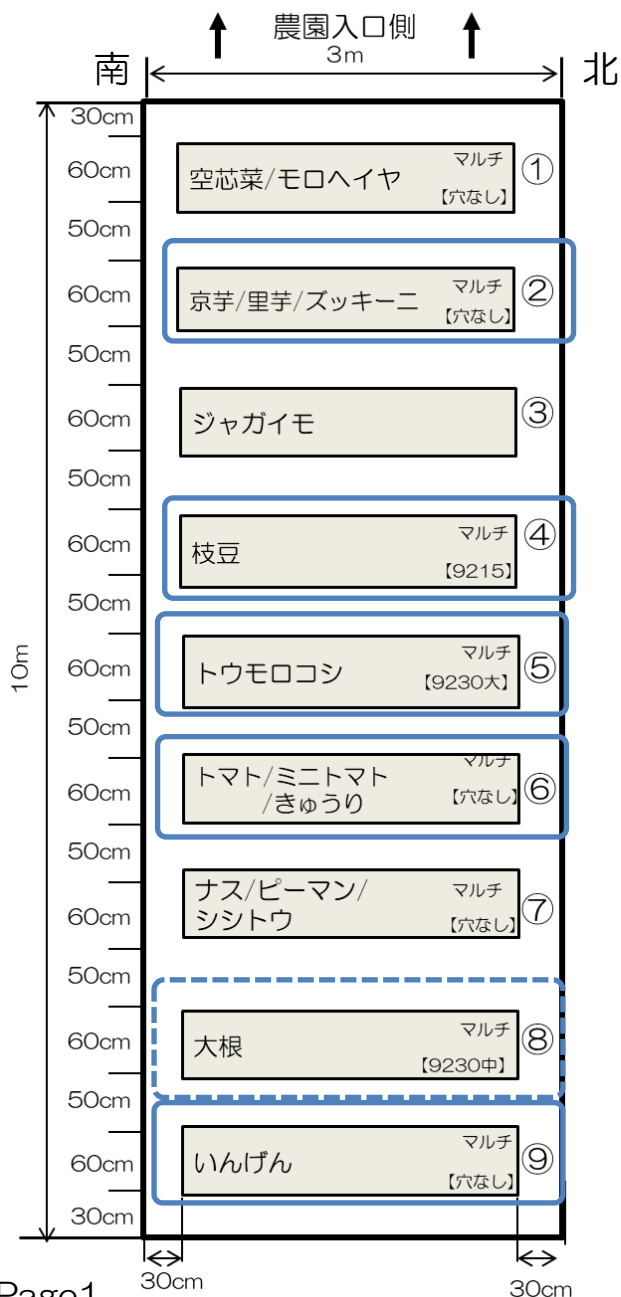 農園入口側
3m
南
北
30cm
60cm
空芯菜/モロヘイヤ
マルチ
【穴なし】
①
50cm
60cm
京芋/里芋/ズッキーニ
マルチ
【穴なし】
②
50cm
60cm
ジャガイモ
③
50cm
60cm
枝豆
マルチ
【9215】
④
50cm
10m
60cm
トウモロコシ
マルチ
【9230大】
⑤
50cm
60cm
トマト/ミニトマト
/きゅうり
マルチ
【穴なし】
⑥
50cm
60cm
ナス/ピーマン/
シシトウ
マルチ
【穴なし】
⑦
50cm
60cm
大根
マルチ
【9230中】
⑧
50cm
60cm
いんげん
マルチ
【穴なし】
⑨
30cm
30cm
30cm
Page1